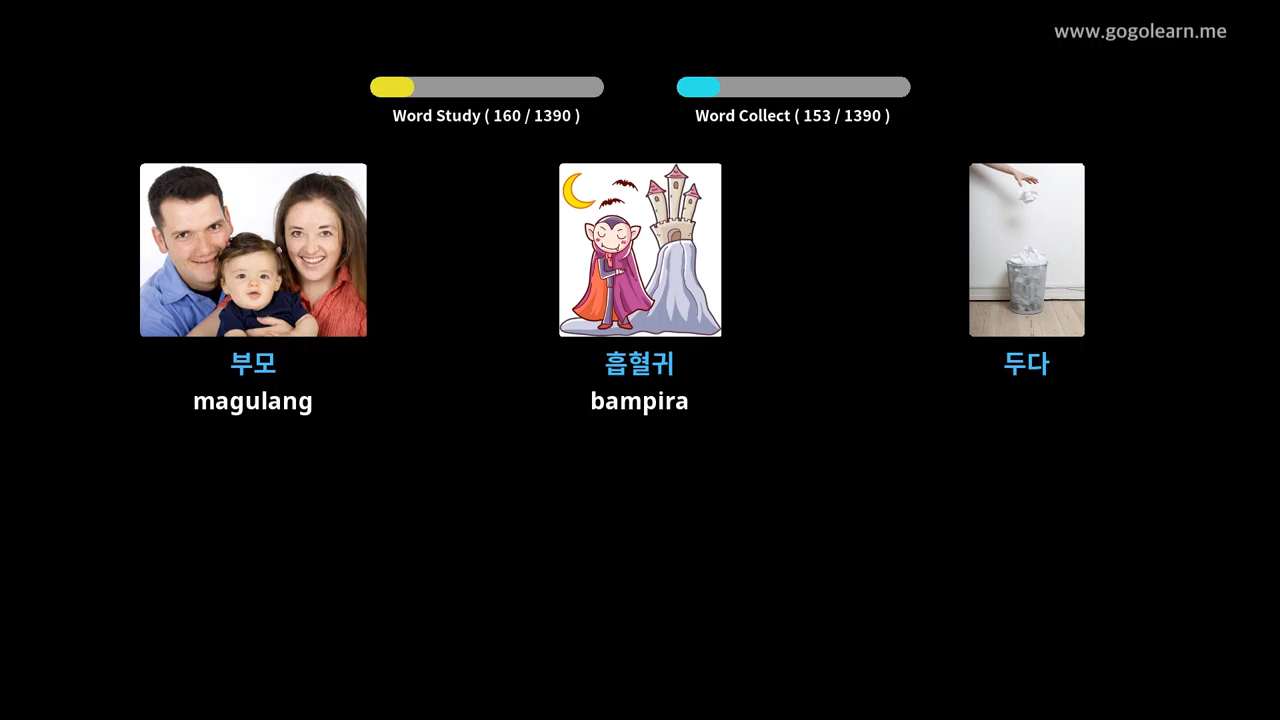 www.gogolearn.me
Word Study ( 160 / 1390 )
Word Collect ( 153 / 1390 )
부모
magulang
흡혈귀
bampira
두다